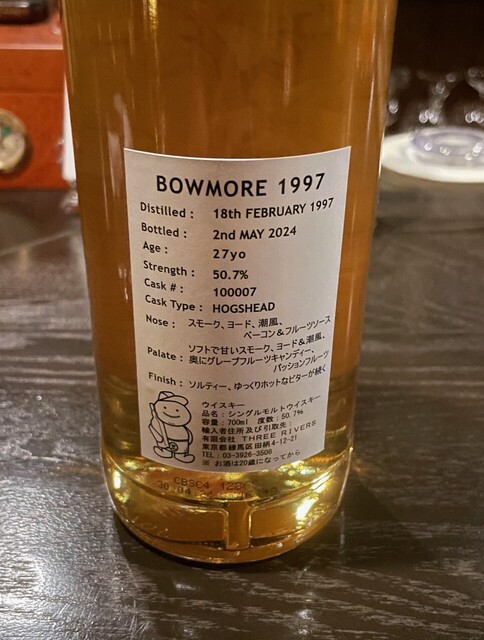 BOWMORE 1997
Distilled : 18th FEBRUARY 1997
Bottled : 2nd MAY 2024
Age : 27yo
Strength : 50.7%
Cask # : 100007
Cask Type : HOGSHEAD
Nose : スモーク、ヨード、潮風、
ベーコン＆フルーツソース
ソフトで甘いスモーク、ヨード＆潮風、
Palate : 奥にグレープフルーツキャンディー、
パッションフルーツ
Finish : ソルティー、ゆっくりホットなビターが続く
ウイスキー
品名：シングルモルトウイスキー
容量：700ml 度数：50.7%
輸入者住所及び引取先：
有限会社 THREE RIVERS
東京都練馬区田柄4-12-21
TEL：03-3926-3508
※ お酒は20歳になってから
CBSC4
30.04